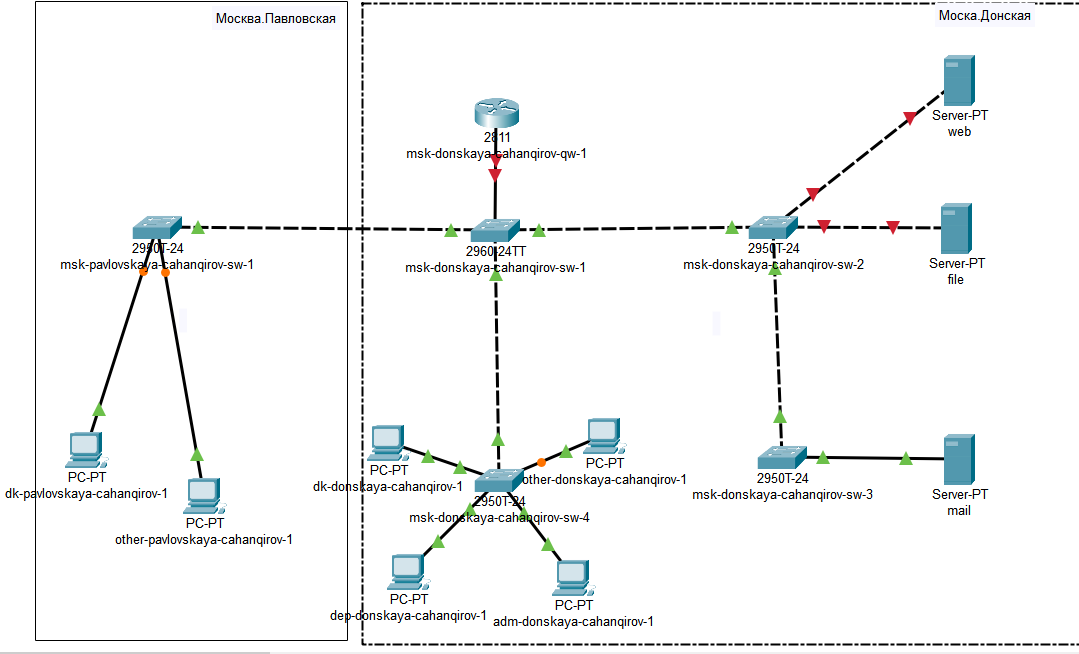 Москва.Павловская
Моска.Донская
Server-PT
web
2811
msk-donskaya-cahanqirov-qw-1
2950T-24
msk-pavlovskaya-cahanqirov-sw-1
2960-24TT
msk-donskaya-cahanqirov-sw-1
2950T-24
msk-donskaya-cahanqirov-sw-2
Server-PT
file
PC-PT
dk-pavlovskaya-cahanqirov-1
PC-PT
other-pavlovskaya-cahanqirov-1
PC-PT
dk-donskaya-cahanqirov-1
PC-PT
other-donskaya-cahanqirov-1
2950T-24
msk-donskaya-cahanqirov-sw-4
2950T-24
msk-donskaya-cahanqirov-sw-3
Server-PT
mail
PC-PT
dep-donskaya-cahanqirov-1
PC-PT
adm-donskaya-cahanqirov-1